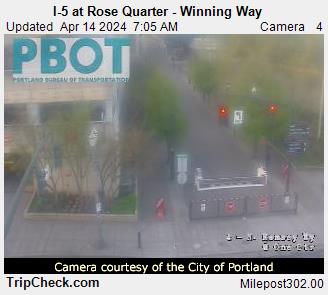 I-5 at Rose Quarter - Winning Way
Updated Apr 14 2024 7:05 AM Camera 4
PBOT
PORTLAND BUREAU OF TRANSPORTATION
Camera courtesy of the City of Portland
TripCheck.com Milepost302.00